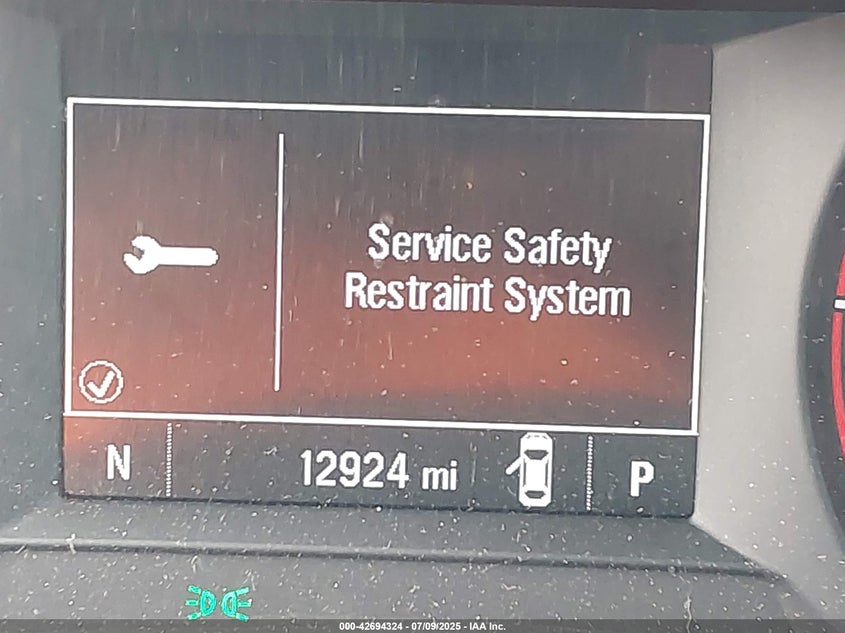 Service Safety
Restraint System
N 12924 mi P
000-42694324 - 07/09/2025 - IAA Inc.